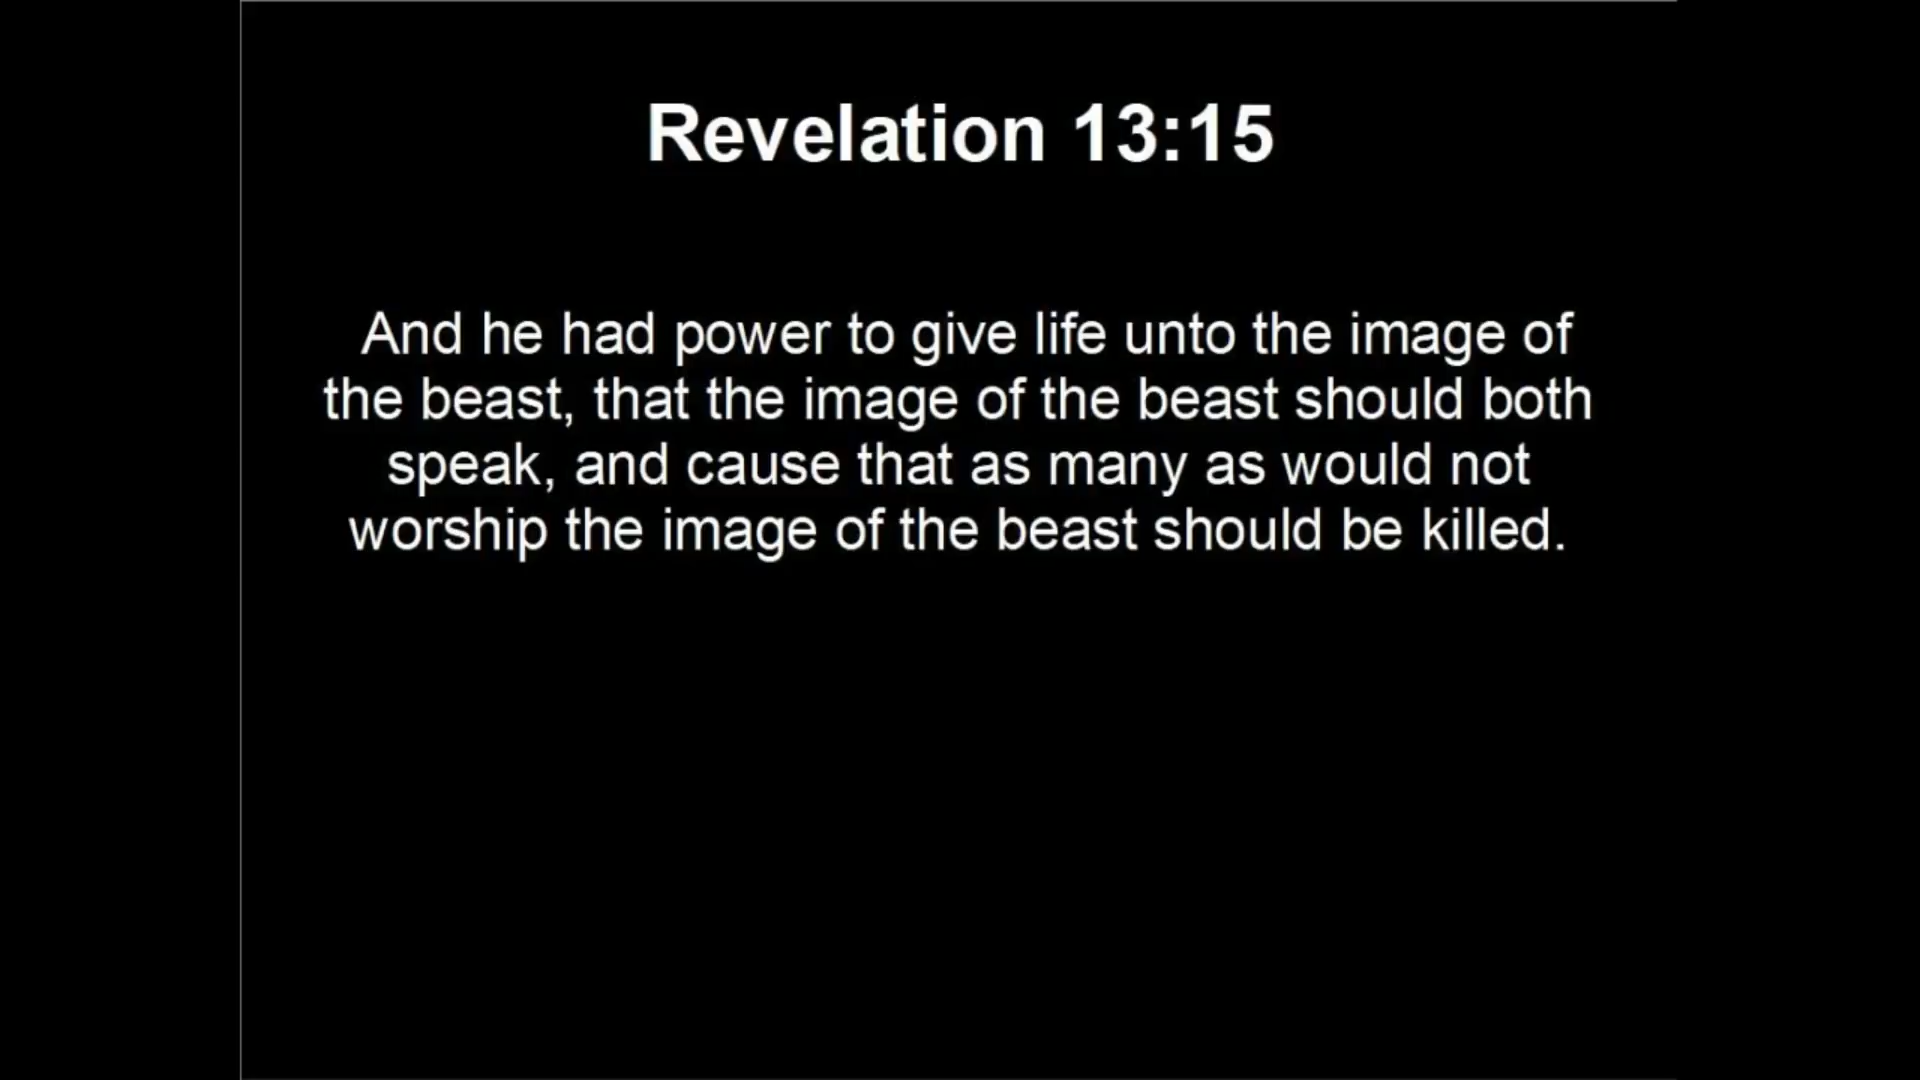 Revelation 13:15
And he had power to give life unto the image of
the beast, that the image of the beast should both
speak, and cause that as many as would not
worship the image of the beast should be killed.